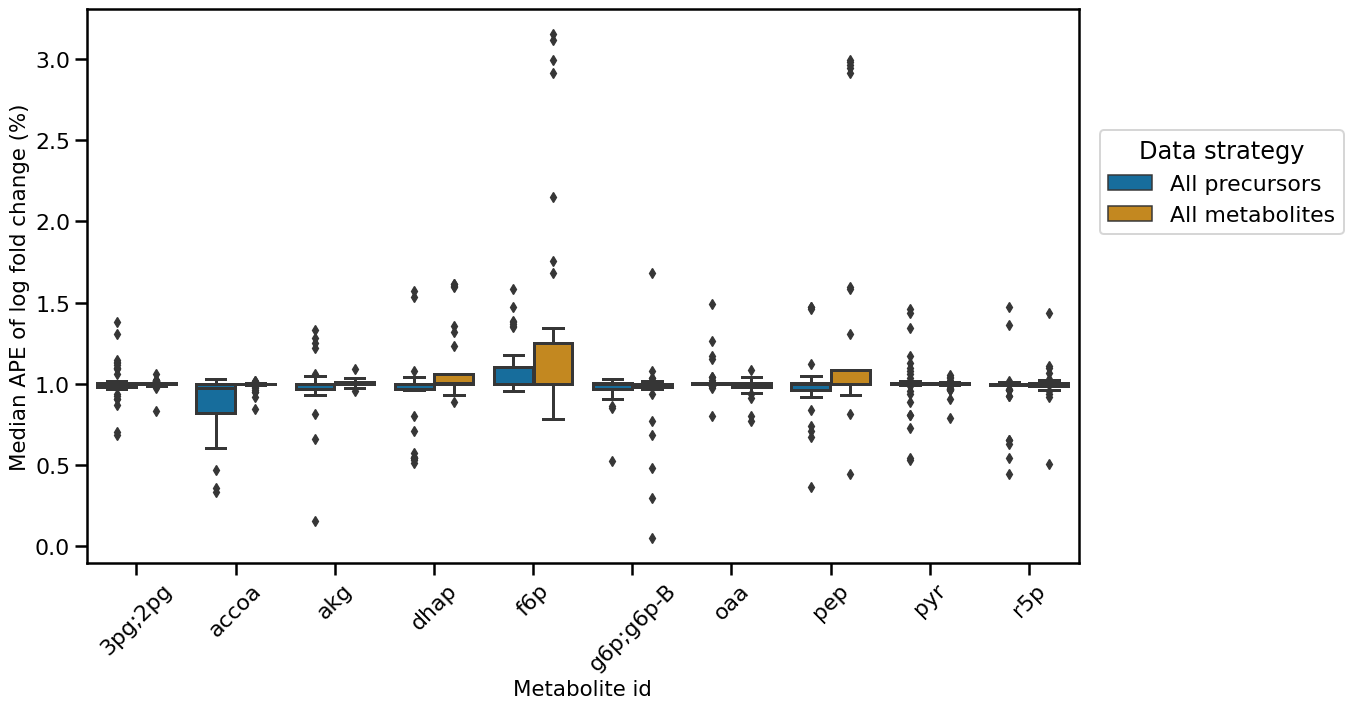 Median APE of log fold change (%)
3.0
2.5
2.0
1.5
1.0
0.5
0.0
3pg;2pg
accoa
akg
dhap
f6p
g6p;g6p-B
oaa
pep
pyr
r5p
Metabolite id
Data strategy
All precursors
All metabolites